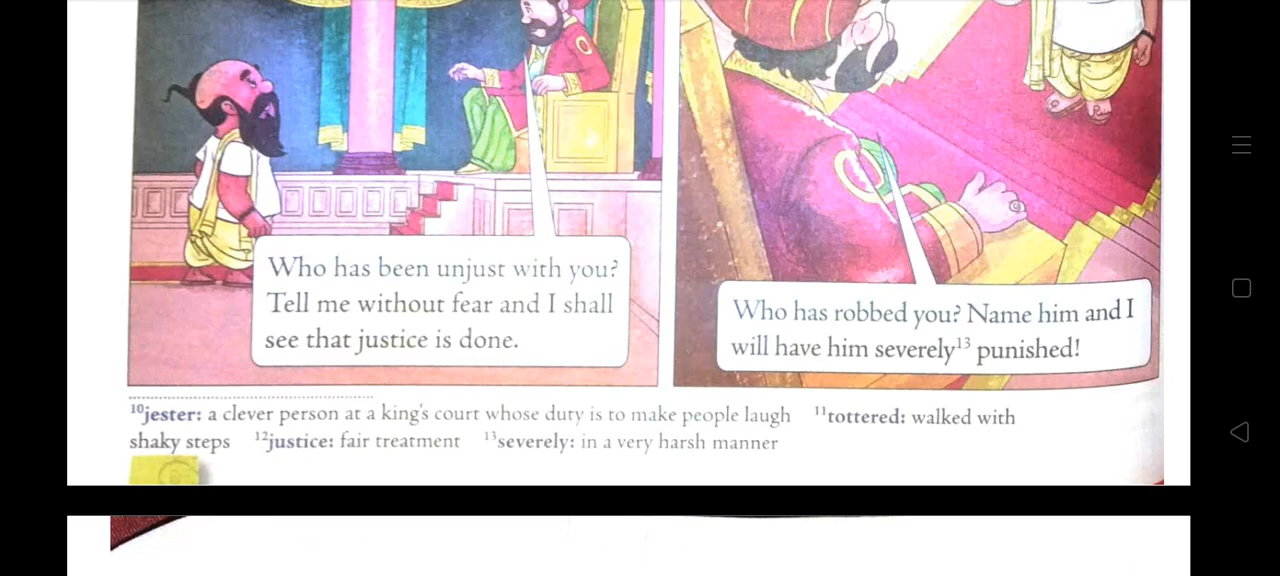 Who has been unjust with you?
Tell me without fear and I shall
see that justice is done.
Who has robbed you? Name him and I
will have him severely¹³ punished!
¹⁰jester: a clever person at a king's court whose duty is to make people laugh ¹¹tottered: walked with
shaky steps ¹²justice: fair treatment ¹³severely: in a very harsh manner